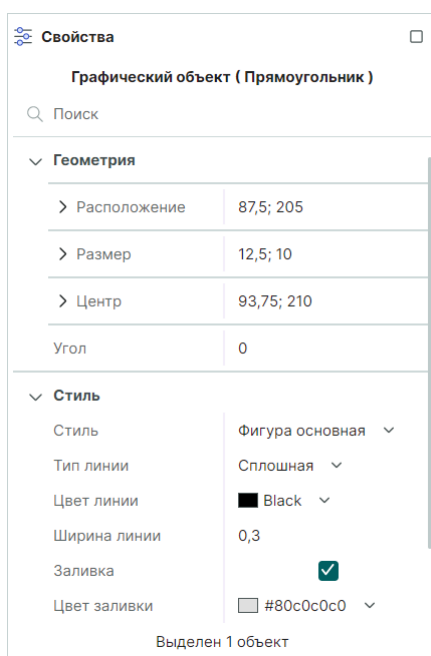 Свойства
Графический объект ( Прямоугольник )
Поиск
Геометрия
Расположение 87,5; 205
Размер 12,5; 10
Центр 93,75; 210
Угол 0
Стиль
Стиль Фигура основная
Тип линии Сплошная
Цвет линии Black
Ширина линии 0,3
Заливка
Цвет заливки #80c0c0c0
Выделен 1 объект